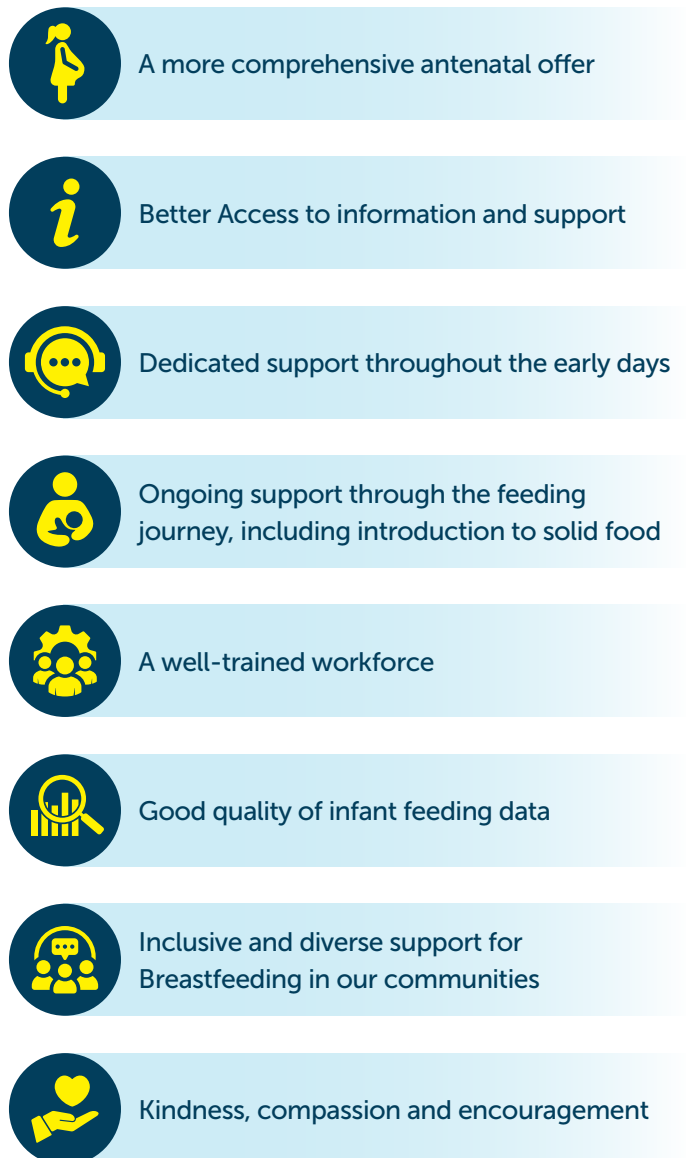 A more comprehensive antenatal offer
Better Access to information and support
Dedicated support throughout the early days
Ongoing support through the feeding
journey, including introduction to solid food
A well-trained workforce
Good quality of infant feeding data
Inclusive and diverse support for
Breastfeeding in our communities
Kindness, compassion and encouragement